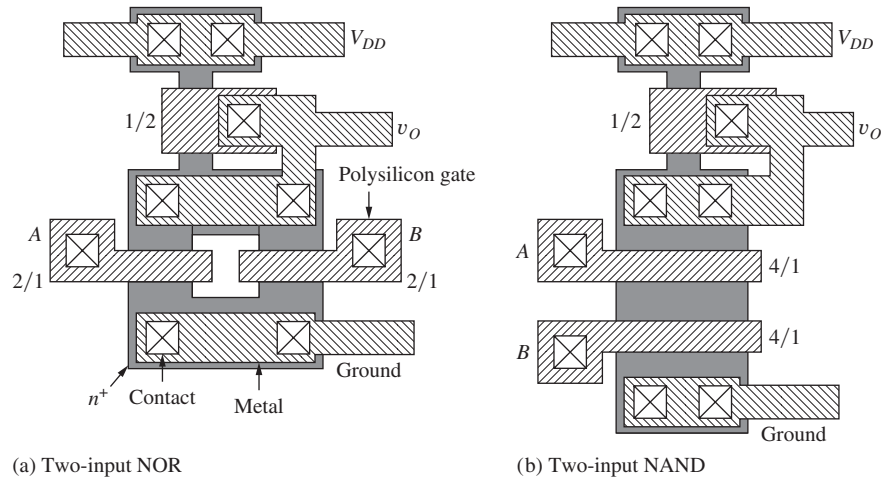 V_DD
1/2
v_O
Polysilicon gate
A
B
2/1
2/1
n⁺
Contact
Metal
Ground
(a) Two-input NOR
V_DD
1/2
v_O
A
4/1
B
4/1
Ground
(b) Two-input NAND